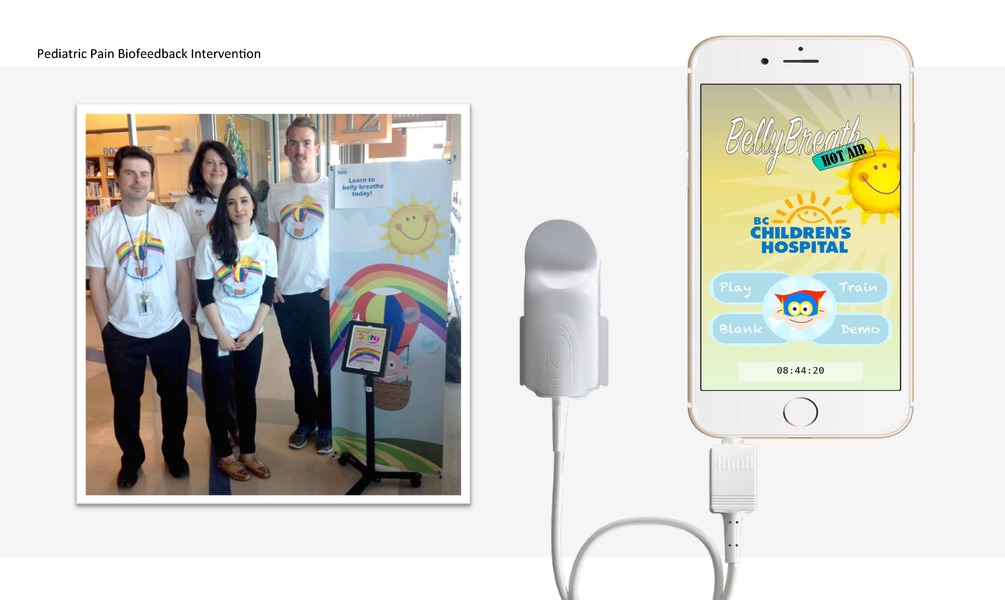 Pediatric Pain Biofeedback Intervention
12
Learn to
belly breathe
today!
BellyBreath
HOT AIR
BC
CHILDREN'S
HOSPITAL
Play
Train
Blank
Demo
08:44:20